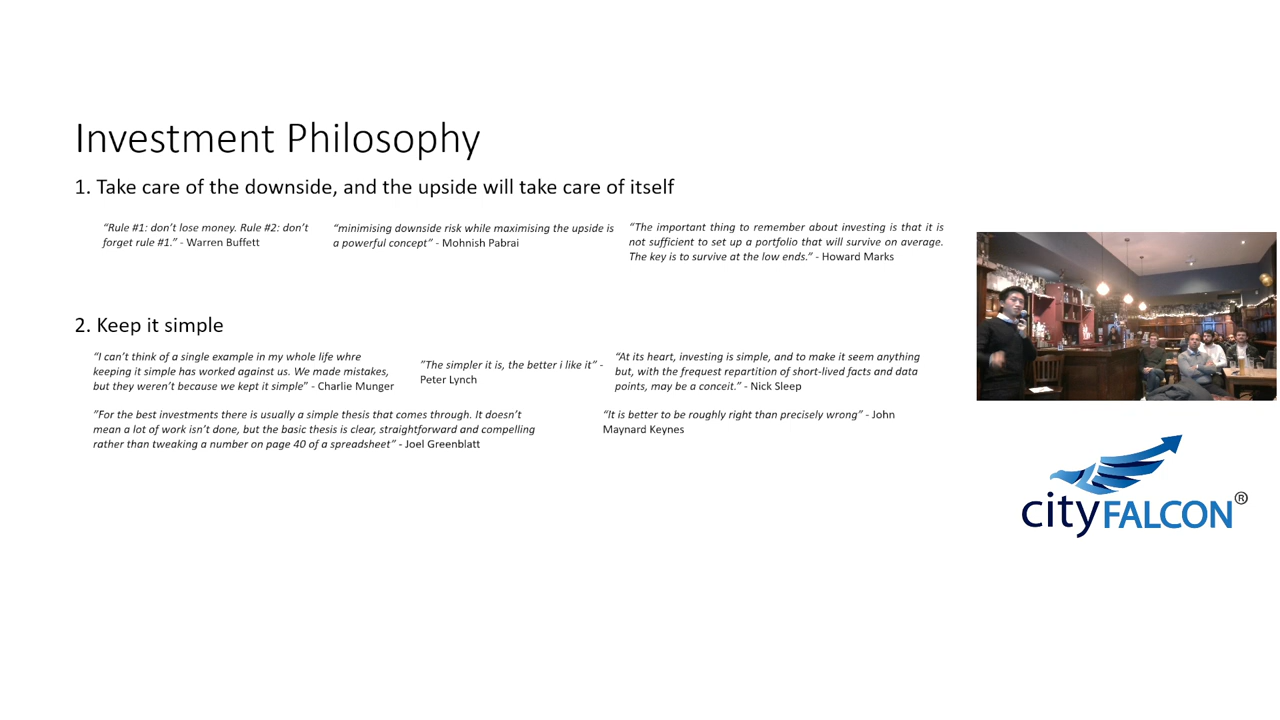 Investment Philosophy
1. Take care of the downside, and the upside will take care of itself
“Rule #1: don’t lose money. Rule #2: don’t
forget rule #1.” - Warren Buffett
“minimising downside risk while maximising the upside is
a powerful concept” - Mohnish Pabrai
“The important thing to remember about investing is that it is
not sufficient to set up a portfolio that will survive on average.
The key is to survive at the low ends.” - Howard Marks
2. Keep it simple
“I can’t think of a single example in my whole life whre
keeping it simple has worked against us. We made mistakes,
but they weren’t because we kept it simple” - Charlie Munger
“The simpler it is, the better i like it” -
Peter Lynch
“At its heart, investing is simple, and to make it seem anything
but, with the frequest repartition of short-lived facts and data
points, may be a conceit.” - Nick Sleep
“For the best investments there is usually a simple thesis that comes through. It doesn’t
mean a lot of work isn’t done, but the basic thesis is clear, straightforward and compelling
rather than tweaking a number on page 40 of a spreadsheet” - Joel Greenblatt
“It is better to be roughly right than precisely wrong” - John
Maynard Keynes
cityFALCON®